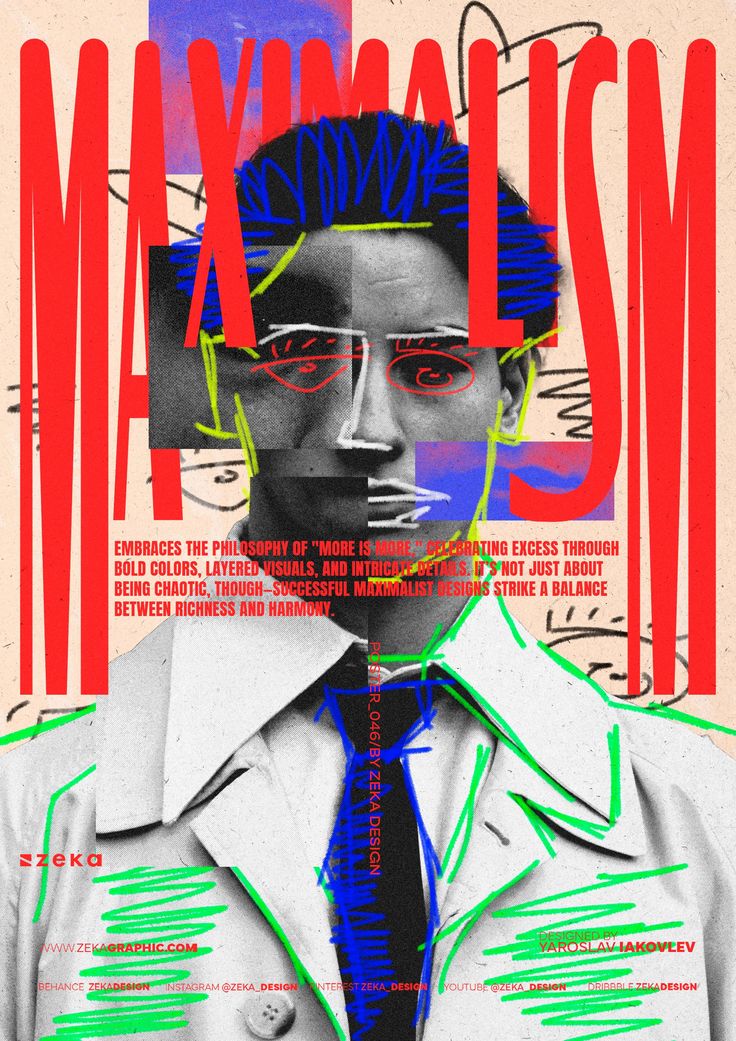 MAXIMALISM
EMBRACES THE PHILOSOPHY OF "MORE IS MORE," CELEBRATING EXCESS THROUGH
BOLD COLORS, LAYERED VISUALS, AND INTRICATE DETAILS. IT'S NOT JUST ABOUT
BEING CHAOTIC, THOUGH—SUCCESSFUL MAXIMALIST DESIGNS STRIKE A BALANCE
BETWEEN RICHNESS AND HARMONY.
POSTER_046/BY ZEKA DESIGN
zeka
WWW.ZEKAGRAPHIC.COM
DESIGNED BY
YAROSLAV IAKOVLEV
BEHANCE ZEKADESIGN INSTAGRAM @ZEKA_DESIGN PINTEREST ZEKA_DESIGN YOUTUBE @ZEKA_DESIGN DRIBBBLE ZEKADESIGN